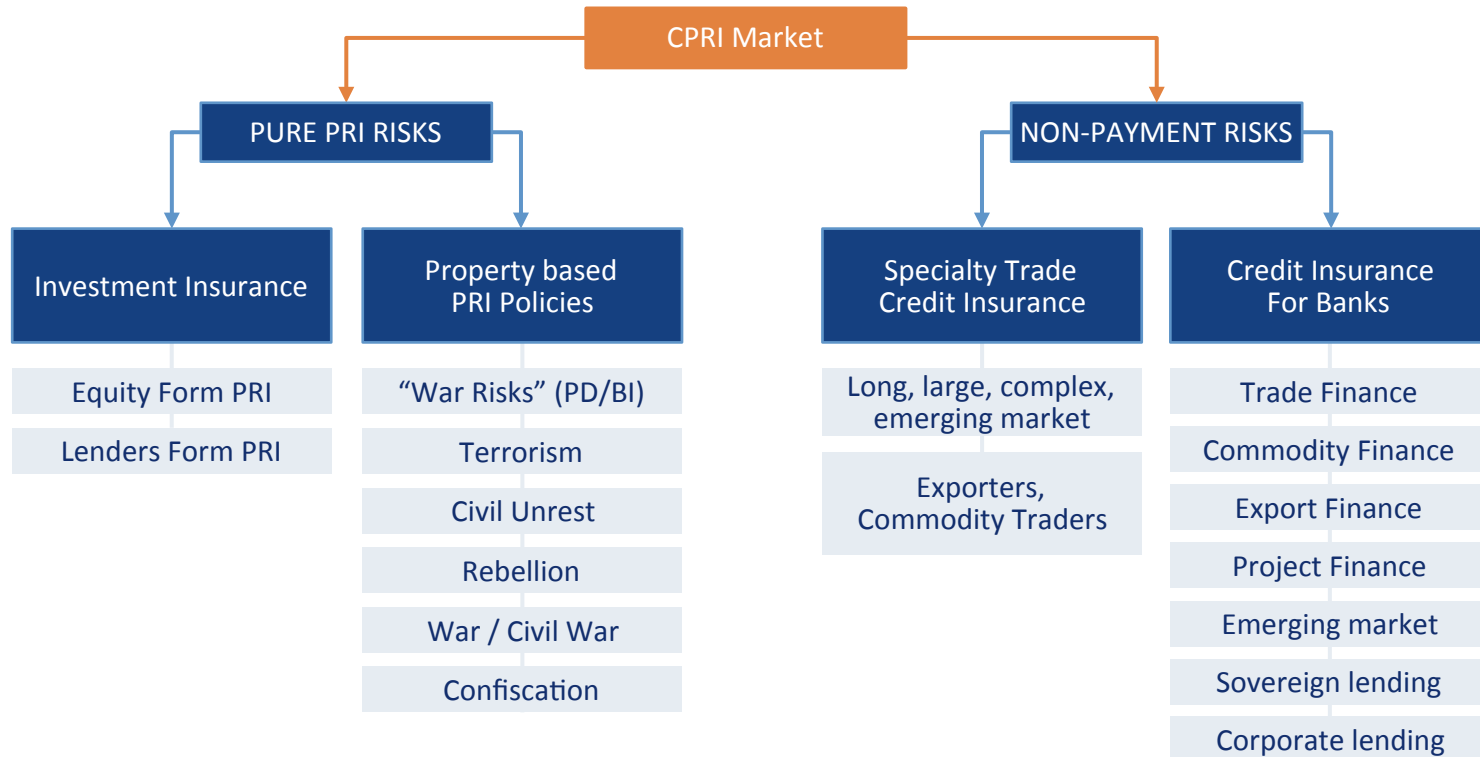 CPRI Market
PURE PRI RISKS
NON-PAYMENT RISKS
Investment Insurance
Property based
PRI Policies
Specialty Trade
Credit Insurance
Credit Insurance
For Banks
Equity Form PRI
Lenders Form PRI
“War Risks” (PD/BI)
Terrorism
Civil Unrest
Rebellion
War / Civil War
Confiscation
Long, large, complex,
emerging market
Exporters,
Commodity Traders
Trade Finance
Commodity Finance
Export Finance
Project Finance
Emerging market
Sovereign lending
Corporate lending